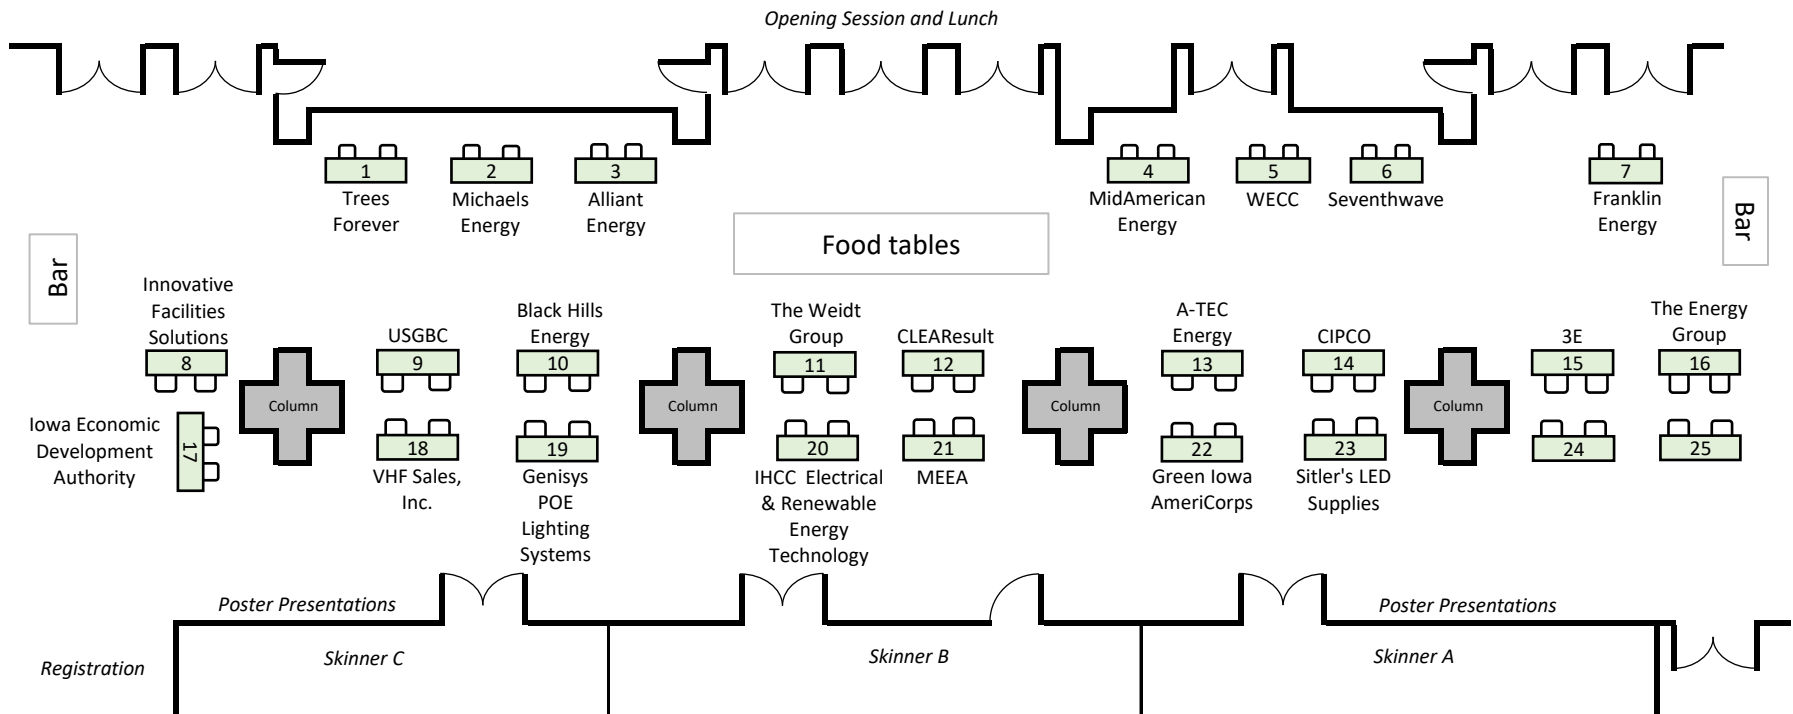 Opening Session and Lunch
1
2
3
4
5
6
7
Trees
Forever
Michaels
Energy
Alliant
Energy
MidAmerican
Energy
WECC
Seventhwave
Franklin
Energy
Bar
Food tables
Bar
Innovative
Facilities
Solutions
USGBC
Black Hills
Energy
The Weidt
Group
CLEAResult
A-TEC
Energy
CIPCO
3E
The Energy
Group
8
9
10
11
12
13
14
15
16
Column
Column
Column
Column
Iowa Economic
Development
Authority
17
18
19
20
21
22
23
24
25
VHF Sales,
Inc.
Genisys
POE
Lighting
Systems
IHCC Electrical
& Renewable
Energy
Technology
MEEA
Green Iowa
AmeriCorps
Sitler's LED
Supplies
Poster Presentations
Poster Presentations
Registration
Skinner C
Skinner B
Skinner A